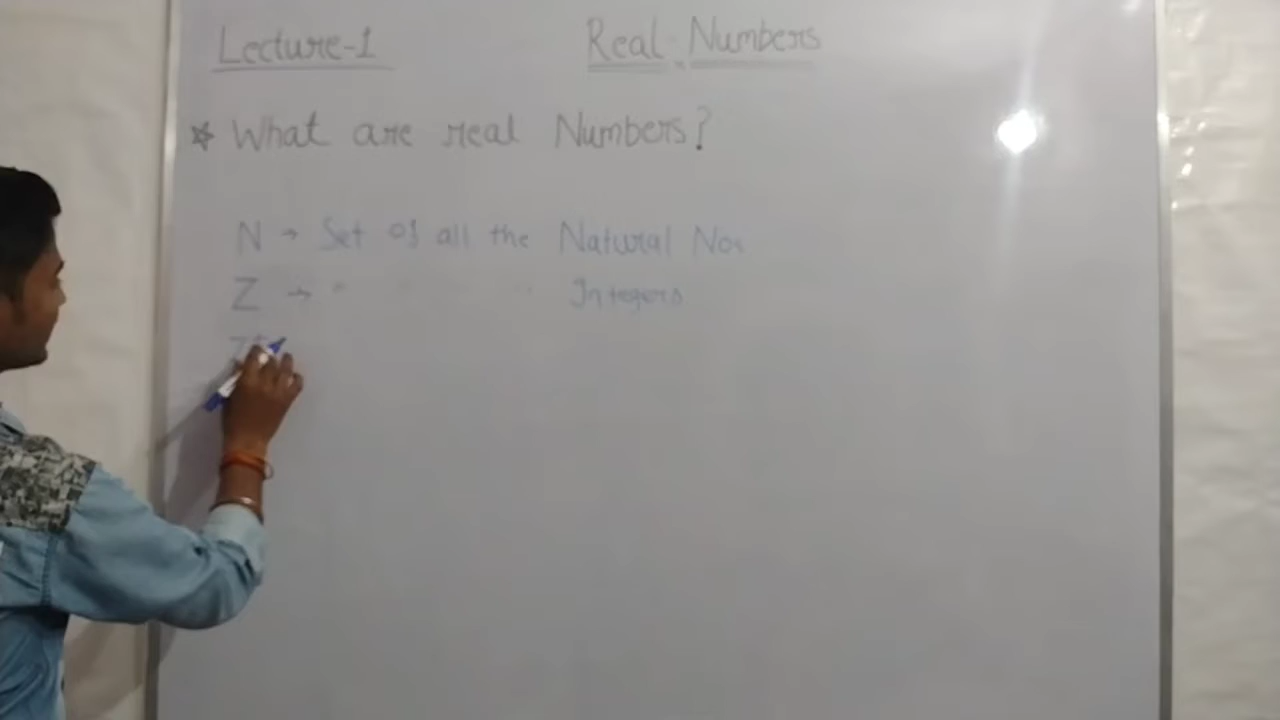 Lecture-1 Real Numbers
☆ What are real Numbers?
N → Set of all the Natural Nos
Z → " Integers
Z